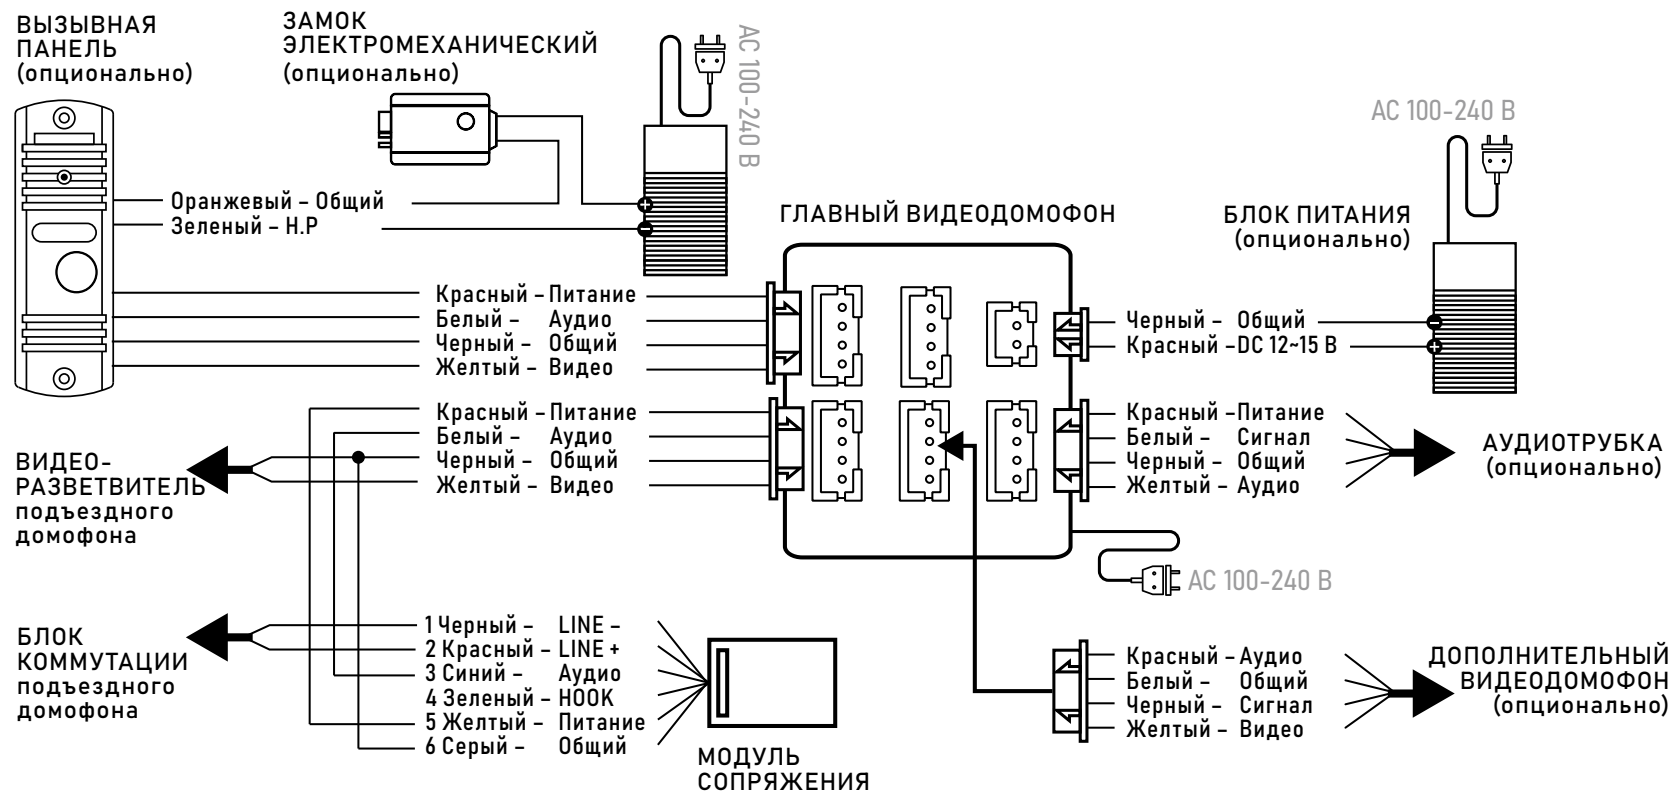 ВЫЗЫВНАЯ
ПАНЕЛЬ
(опционально)
ЗАМОК
ЭЛЕКТРОМЕХАНИЧЕСКИЙ
(опционально)
AC 100-240 В
Оранжевый – Общий
Зеленый – Н.Р
ГЛАВНЫЙ ВИДЕОДОМОФОН
AC 100-240 В
БЛОК ПИТАНИЯ
(опционально)
Красный – Питание
Белый – Аудио
Черный – Общий
Желтый – Видео
Черный – Общий
Красный –DC 12~15 В
Красный – Питание
Белый – Аудио
Черный – Общий
Желтый – Видео
ВИДЕО-
РАЗВЕТВИТЕЛЬ
подъездного
домофона
Красный –Питание
Белый – Сигнал
Черный – Общий
Желтый – Аудио
АУДИОТРУБКА
(опционально)
AC 100-240 В
БЛОК
КОММУТАЦИИ
подъездного
домофона
1 Черный – LINE –
2 Красный – LINE +
3 Синий – Аудио
4 Зеленый – HOOK
5 Желтый – Питание
6 Серый – Общий
МОДУЛЬ
СОПРЯЖЕНИЯ
Красный – Аудио
Белый – Общий
Черный – Сигнал
Желтый – Видео
ДОПОЛНИТЕЛЬНЫЙ
ВИДЕОДОМОФОН
(опционально)